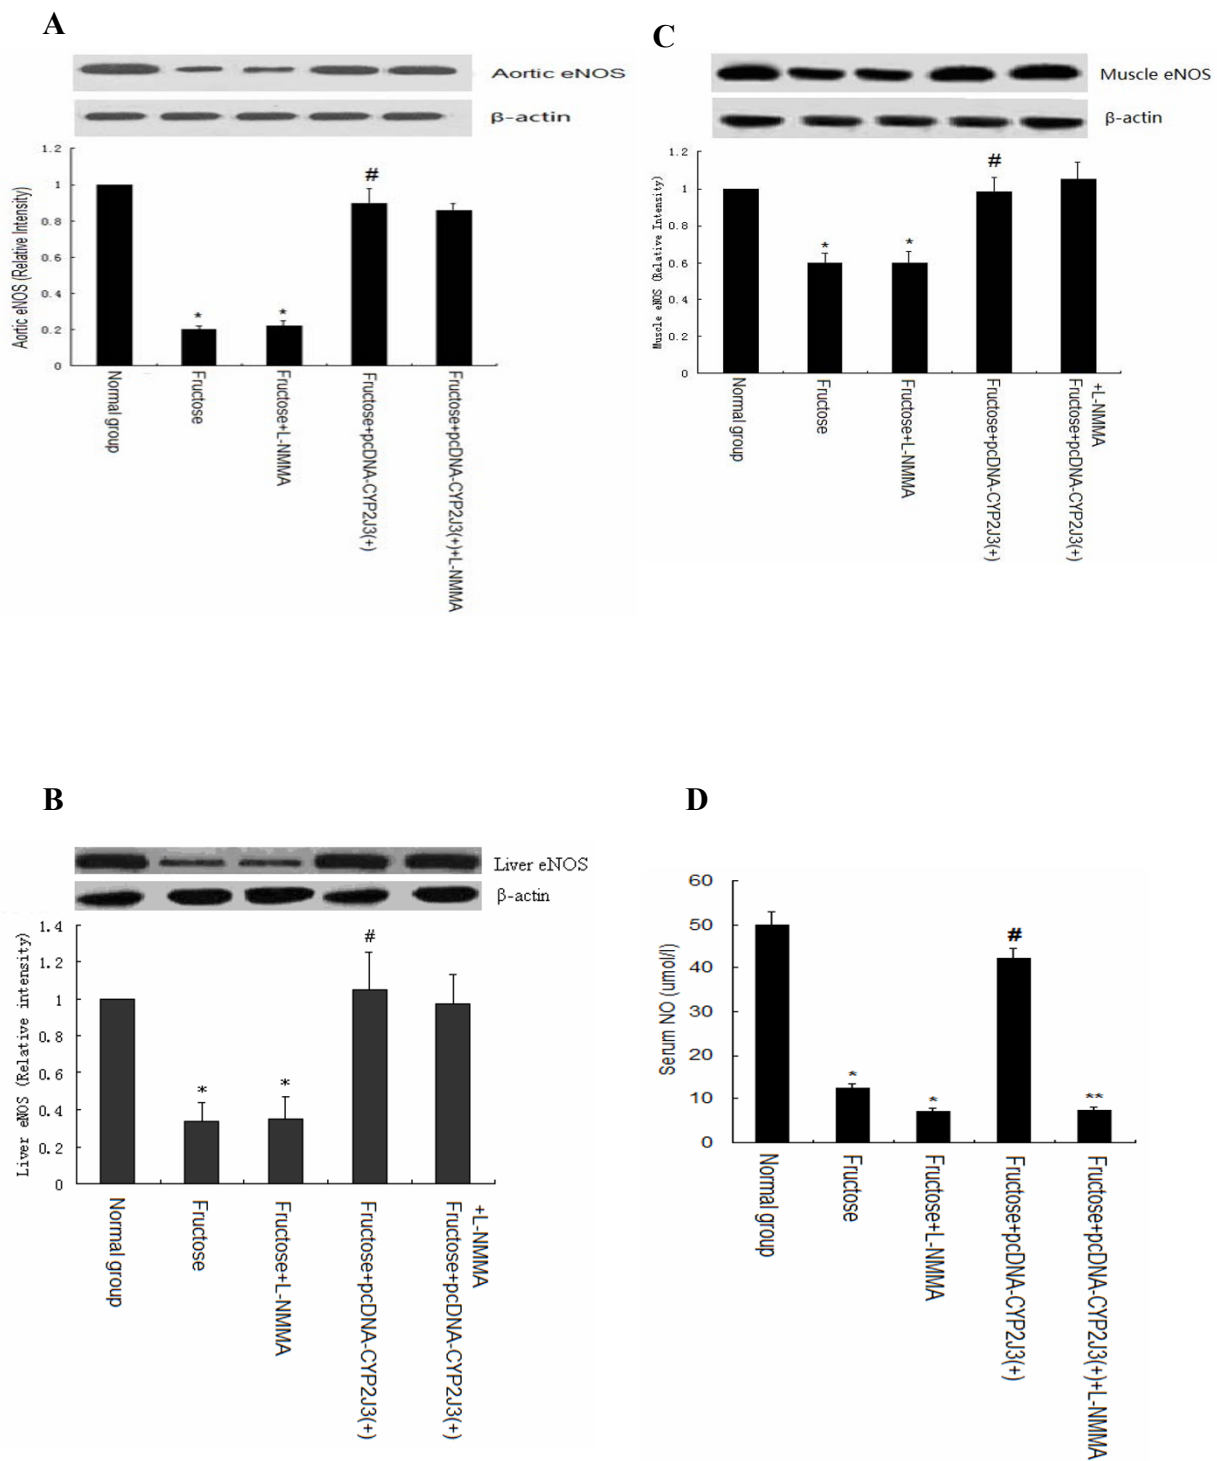 A
Aortic eNOS
β-actin
1.2
1
0.8
0.6
0.4
0.2
0
Aortic eNOS (Relative Intensity)
#
*
*
Normal group
Fructose
Fructose+L-NMMA
Fructose+pcDNA-CYP2J3(+)
Fructose+pcDNA-CYP2J3(+)+L-NMMA
C
Muscle eNOS
β-actin
1.2
1
0.8
0.6
0.4
0.2
0
Muscle eNOS (Relative Intensity)
#
*
*
Normal group
Fructose
Fructose+L-NMMA
Fructose+pcDNA-CYP2J3(+)
Fructose+pcDNA-CYP2J3(+)
+L-NMMA
B
Liver eNOS
β-actin
1.4
1.2
1
0.8
0.6
0.4
0.2
0
Liver eNOS (Relative intensity)
#
*
*
Normal group
Fructose
Fructose+L-NMMA
Fructose+pcDNA-CYP2J3(+)
Fructose+pcDNA-CYP2J3(+)
+L-NMMA
D
60
50
40
30
20
10
0
Serum NO (umol/l)
#
*
*
**
Normal group
Fructose
Fructose+L-NMMA
Fructose+pcDNA-CYP2J3(+)
Fructose+pcDNA-CYP2J3(+)+L-NMMA